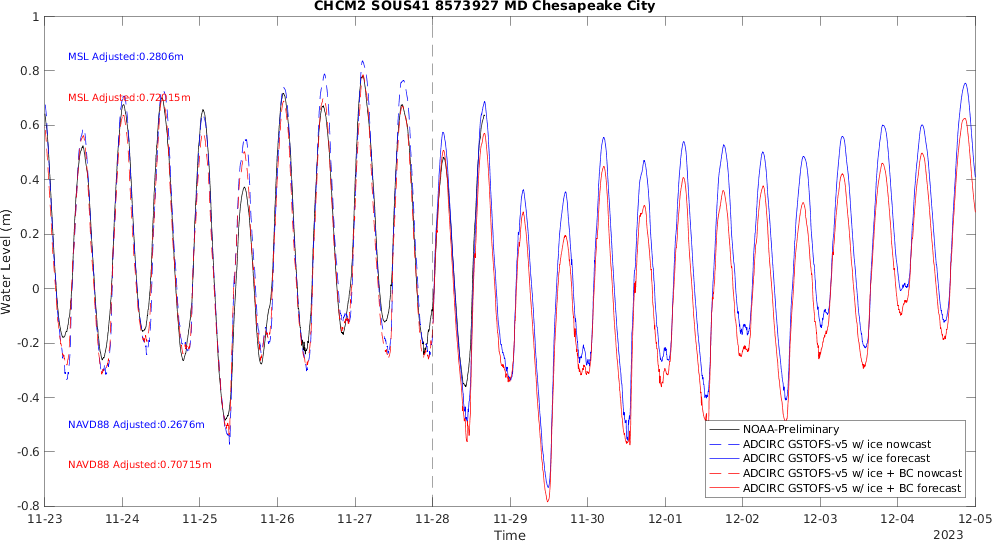 CHCM2 SOUS41 8573927 MD Chesapeake City
Water Level (m)
1
0.8
0.6
0.4
0.2
0
-0.2
-0.4
-0.6
-0.8
MSL Adjusted:0.2806m
MSL Adjusted:0.72015m
NAVD88 Adjusted:0.2676m
NAVD88 Adjusted:0.70715m
NOAA-Preliminary
ADCIRC GSTOFS-v5 w/ ice nowcast
ADCIRC GSTOFS-v5 w/ ice forecast
ADCIRC GSTOFS-v5 w/ ice + BC nowcast
ADCIRC GSTOFS-v5 w/ ice + BC forecast
11-23 11-24 11-25 11-26 11-27 11-28 11-29 11-30 12-01 12-02 12-03 12-04 12-05
Time
2023